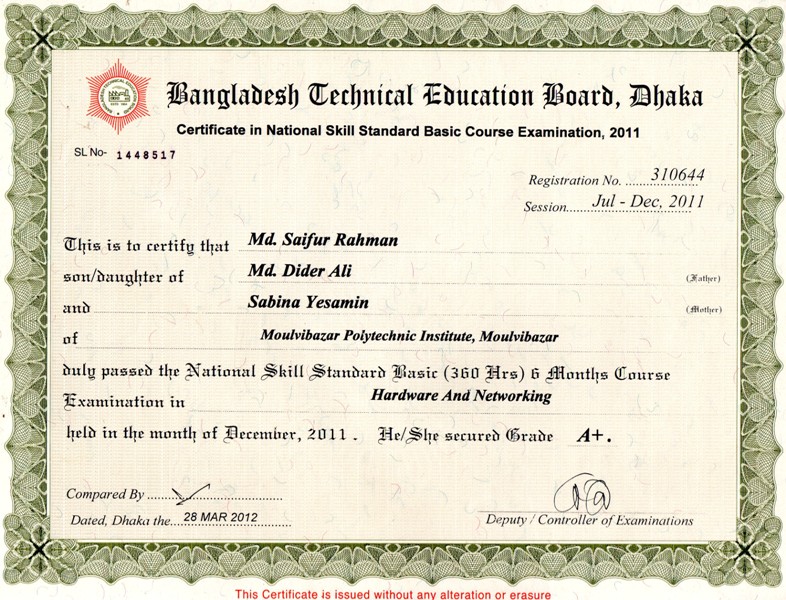 Bangladesh Technical Education Board, Dhaka
Certificate in National Skill Standard Basic Course Examination, 2011
SL No- 1448517
Registration No. 310644
Session Jul - Dec, 2011
This is to certify that Md. Saifur Rahman
son/daughter of Md. Dider Ali (Father)
and Sabina Yesamin (Mother)
of Moulvibazar Polytechnic Institute, Moulvibazar
duly passed the National Skill Standard Basic (360 Hrs) 6 Months Course
Examination in Hardware And Networking
held in the month of December, 2011. He/She secured Grade A+.
Compared By
Dated, Dhaka the 28 MAR 2012
Deputy / Controller of Examinations
This Certificate is issued without any alteration or erasure